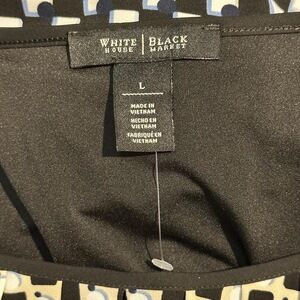 WHITE HOUSE | BLACK MARKET
L
MADE IN
VIETNAM
HECHO EN
VIETNAM
FABRIQUÉ EN
VIETNAM